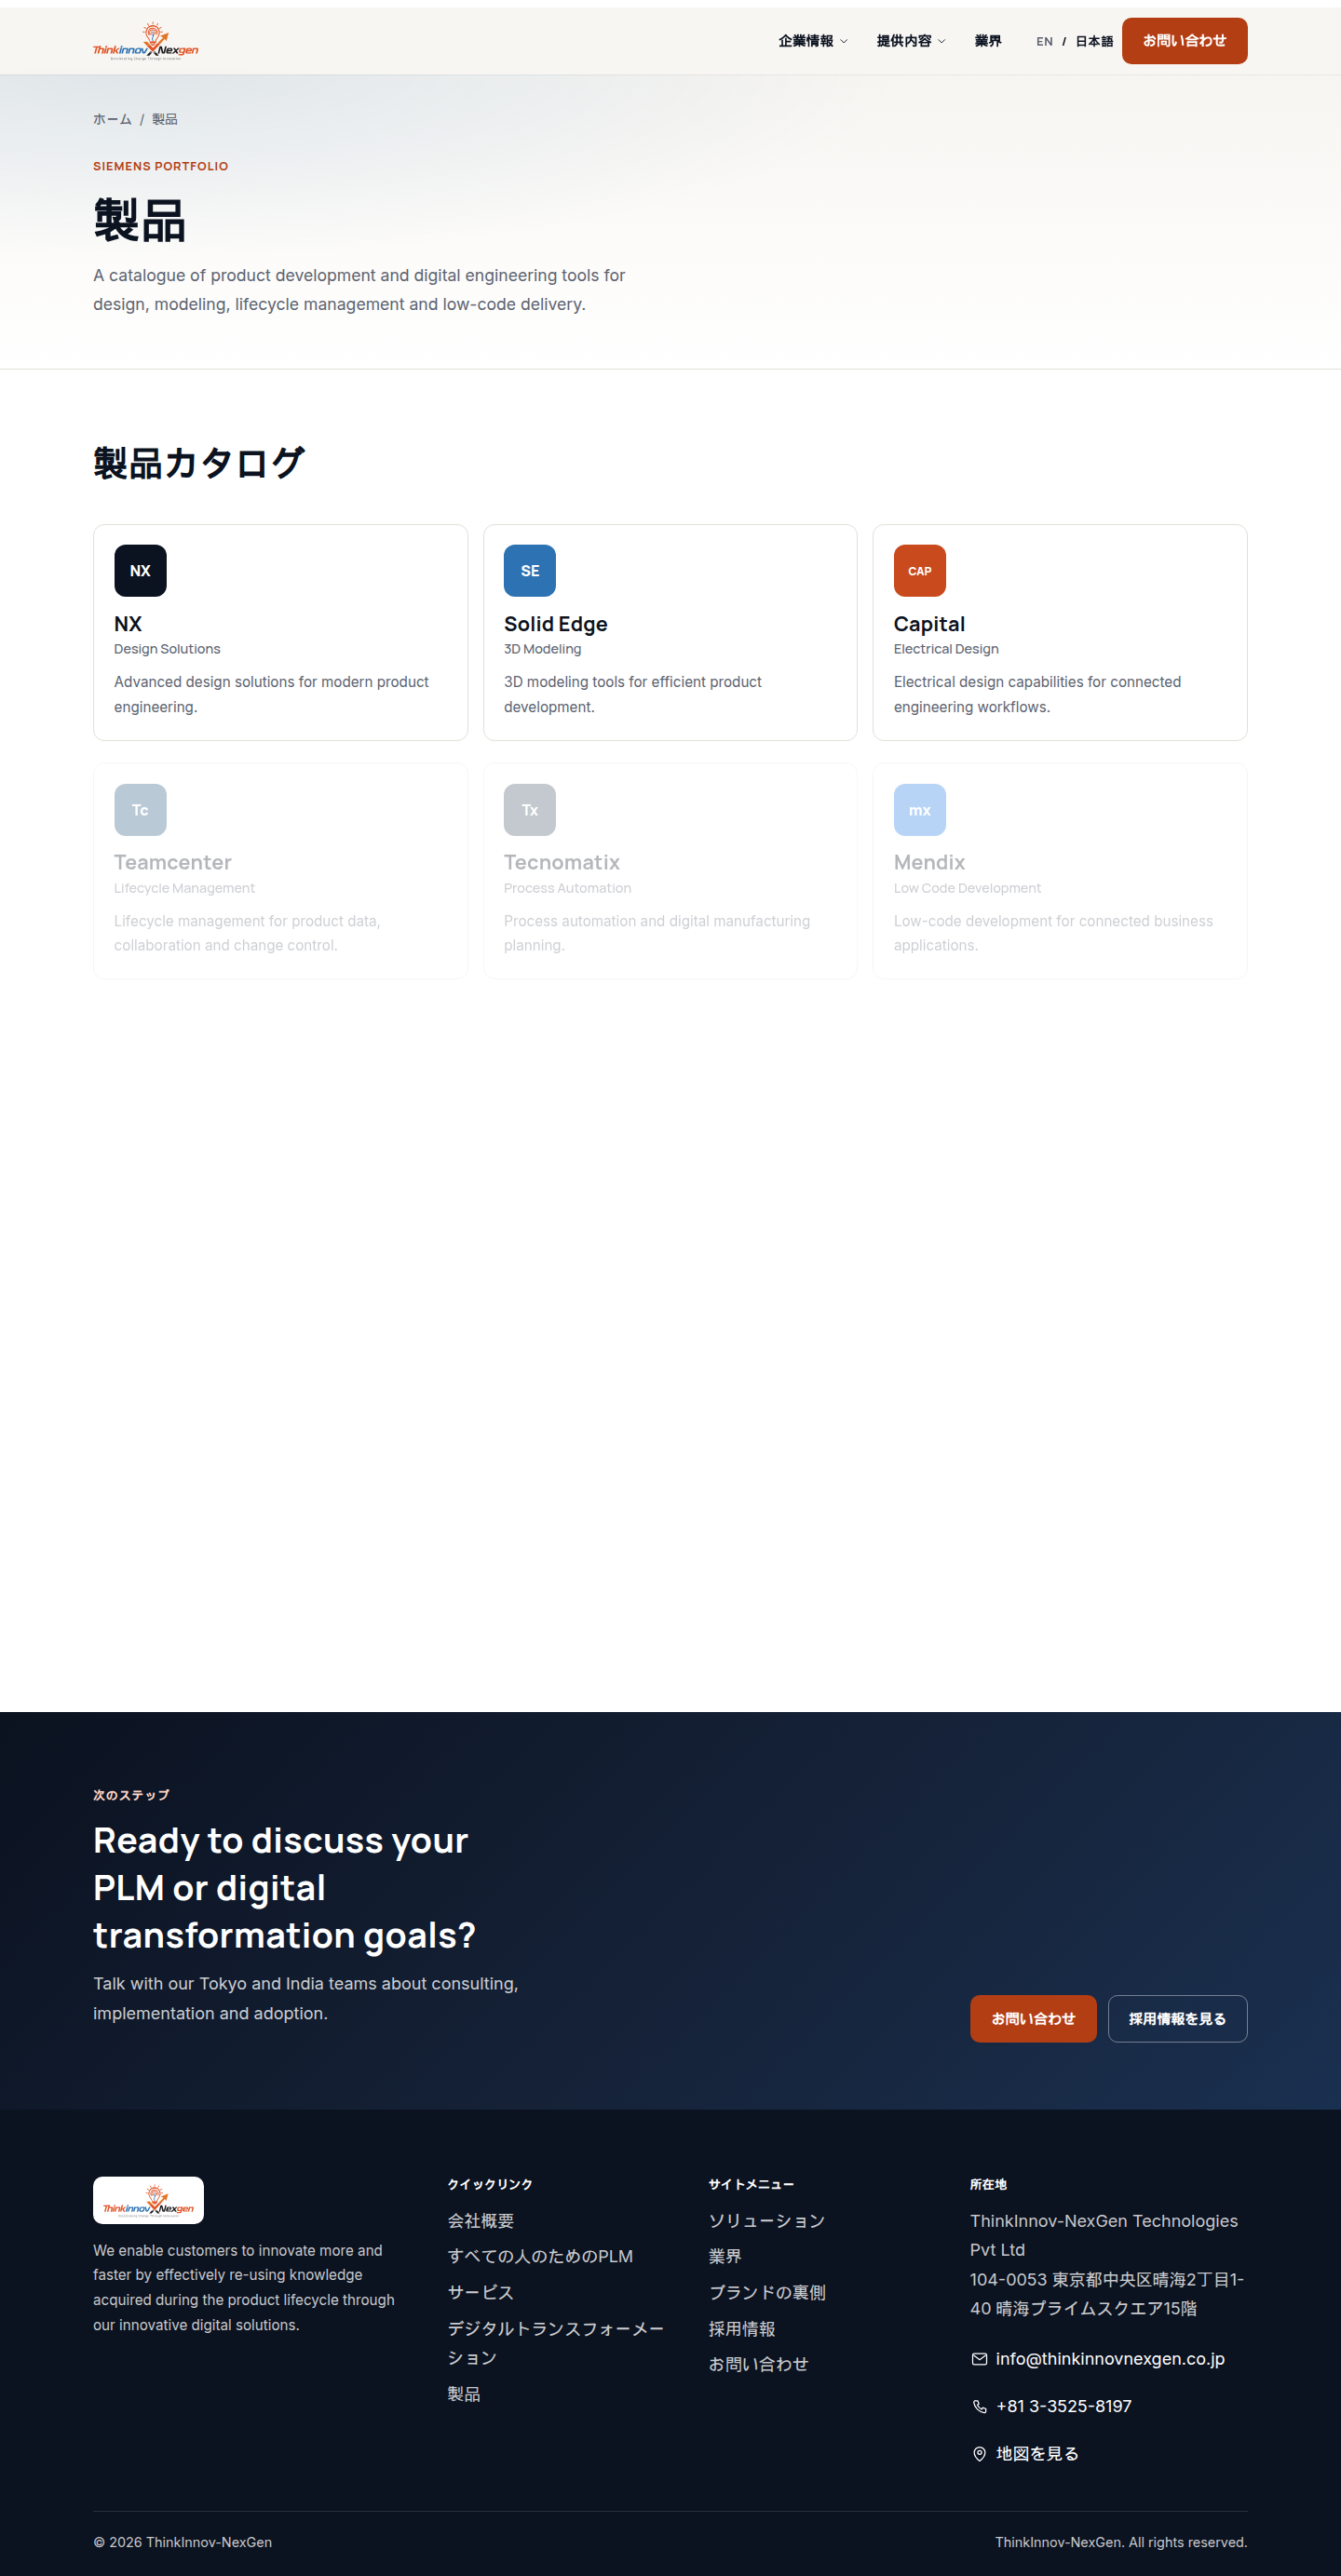 ThinkInnovXNexgen
Accelerating Change Through Innovation
企業情報
提供内容
業界
EN / 日本語
お問い合わせ
ホーム / 製品
SIEMENS PORTFOLIO
製品
A catalogue of product development and digital engineering tools for
design, modeling, lifecycle management and low-code delivery.
製品カタログ
NX
NX
Design Solutions
Advanced design solutions for modern product
engineering.
SE
Solid Edge
3D Modeling
3D modeling tools for efficient product
development.
CAP
Capital
Electrical Design
Electrical design capabilities for connected
engineering workflows.
Tc
Teamcenter
Lifecycle Management
Lifecycle management for product data,
collaboration and change control.
Tx
Tecnomatix
Process Automation
Process automation and digital manufacturing
planning.
mx
Mendix
Low Code Development
Low-code development for connected business
applications.
次のステップ
Ready to discuss your
PLM or digital
transformation goals?
Talk with our Tokyo and India teams about consulting,
implementation and adoption.
お問い合わせ
採用情報を見る
ThinkInnovXNexgen
We enable customers to innovate more and
faster by effectively re-using knowledge
acquired during the product lifecycle through
our innovative digital solutions.
クイックリンク
会社概要
すべての人のためのPLM
サービス
デジタルトランスフォーメー
ション
製品
サイトメニュー
ソリューション
業界
ブランドの裏側
採用情報
お問い合わせ
所在地
ThinkInnov-NexGen Technologies
Pvt Ltd
104-0053 東京都中央区晴海2丁目1-
40 晴海プライムスクエア15階
info@thinkinnovnexgen.co.jp
+81 3-3525-8197
地図を見る
© 2026 ThinkInnov-NexGen
ThinkInnov-NexGen. All rights reserved.